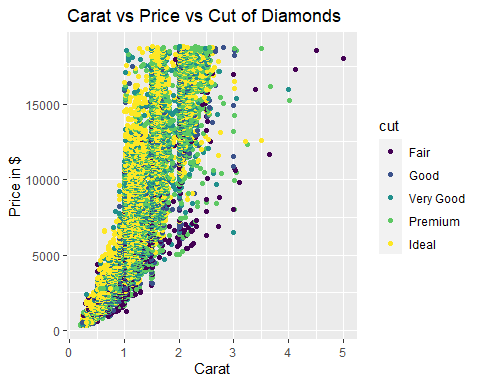 Carat vs Price vs Cut of Diamonds
Price in $
15000
10000
5000
0
0 1 2 3 4 5
Carat
cut
Fair
Good
Very Good
Premium
Ideal